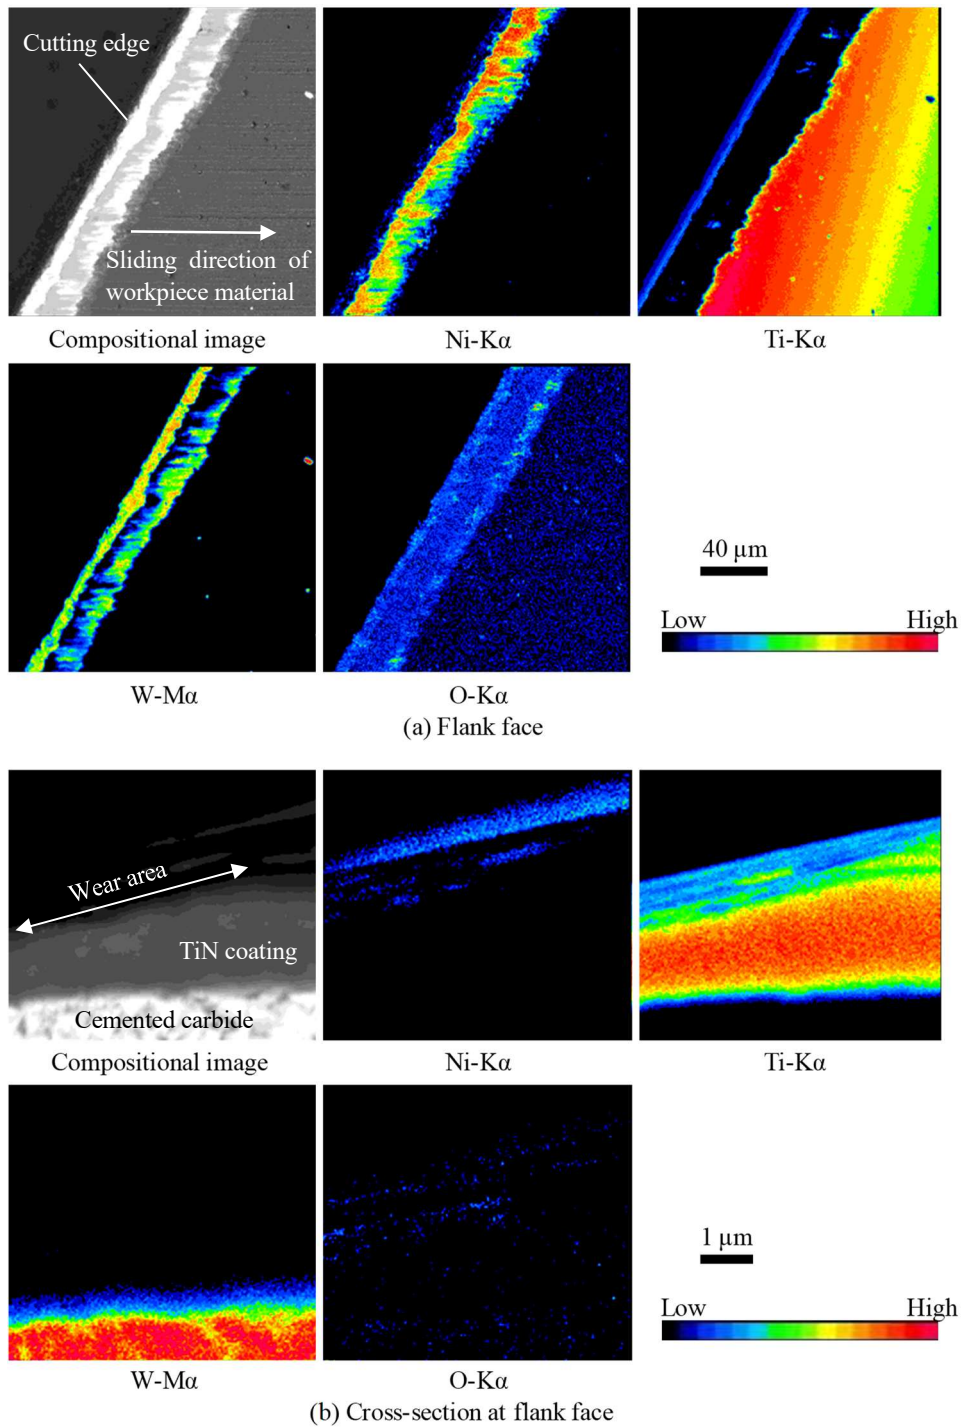 Cutting edge
Sliding direction of
workpiece material
Compositional image
Ni-Kα
Ti-Kα
W-Mα
O-Kα
40 µm
Low
High
(a) Flank face
Wear area
TiN coating
Cemented carbide
Compositional image
Ni-Kα
Ti-Kα
W-Mα
O-Kα
1 µm
Low
High
(b) Cross-section at flank face